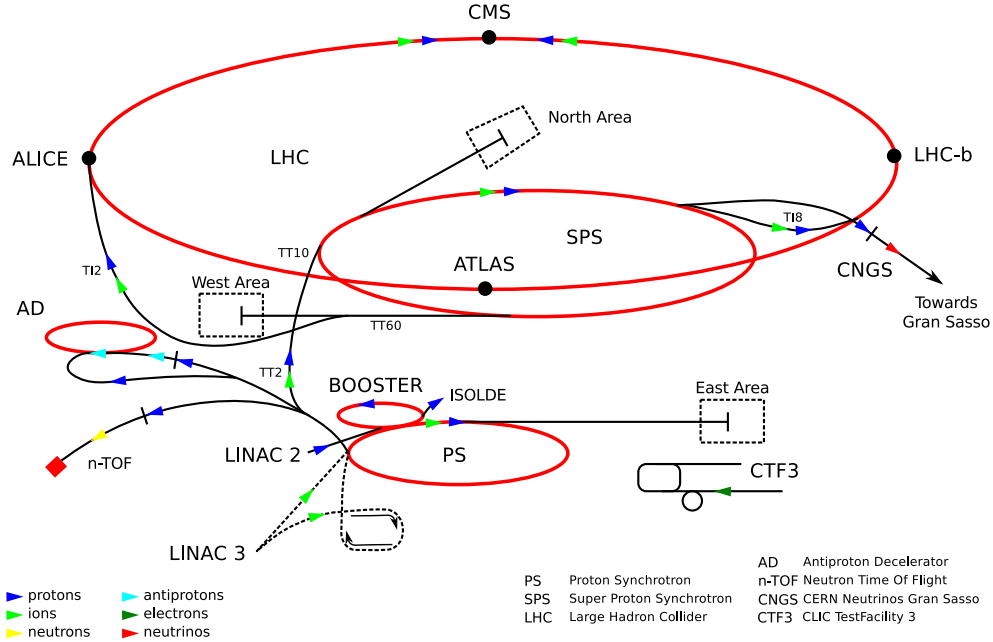 CMS
North Area
ALICE
LHC
LHC-b
SPS
TI8
TT10
ATLAS
CNGS
TI2
West Area
Towards
Gran Sasso
AD
TT60
TT2
BOOSTER
ISOLDE
East Area
LINAC 2
PS
n-TOF
CTF3
LINAC 3
protons
ions
neutrons
antiprotons
electrons
neutrinos
PS Proton Synchrotron
SPS Super Proton Synchrotron
LHC Large Hadron Collider
AD Antiproton Decelerator
n-TOF Neutron Time Of Flight
CNGS CERN Neutrinos Gran Sasso
CTF3 CLIC TestFacility 3